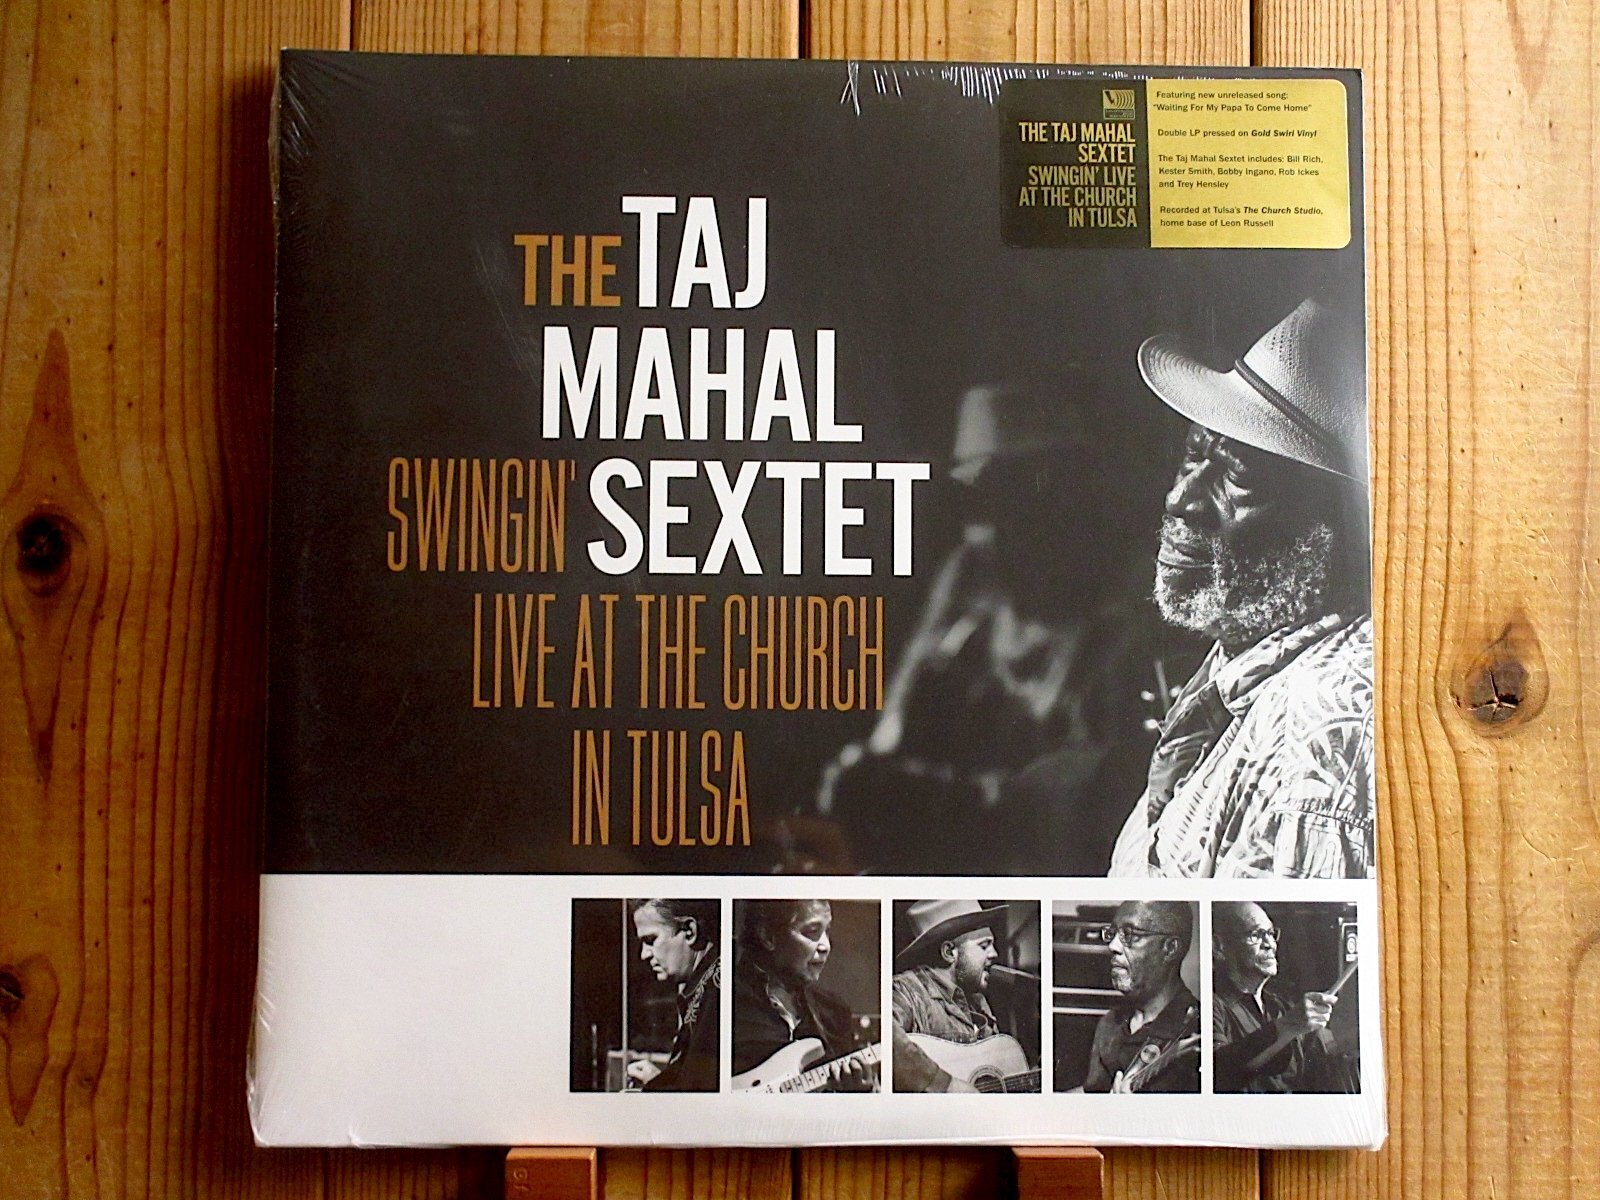 THE TAJ
MAHAL
SWINGIN' SEXTET
LIVE AT THE CHURCH
IN TULSA
THE TAJ MAHAL
SEXTET
SWINGIN' LIVE
AT THE CHURCH
IN TULSA
Featuring new unreleased song:
"Waiting For My Papa To Come Home"
Double LP pressed on Gold Swirl Vinyl
The Taj Mahal Sextet includes: Bill Rich,
Kester Smith, Bobby Ingano, Rob Ickes
and Trey Hensley
Recorded at Tulsa's The Church Studio,
home base of Leon Russell